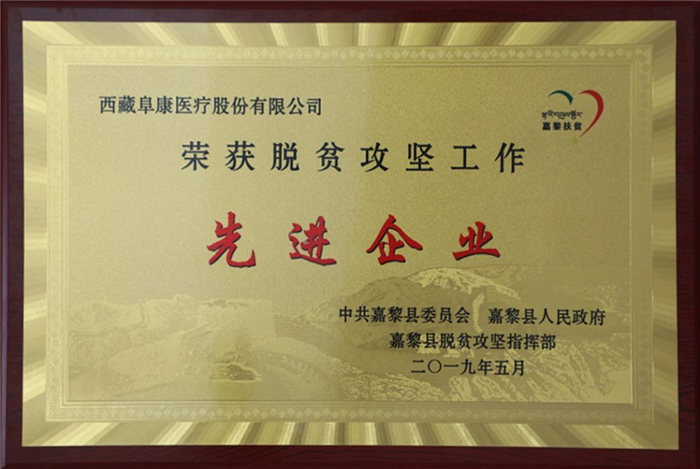 西藏阜康医疗股份有限公司
嘉黎扶贫
荣获脱贫攻坚工作
先进企业
中共嘉黎县委员会 嘉黎县人民政府
嘉黎县脱贫攻坚指挥部
二〇一九年五月